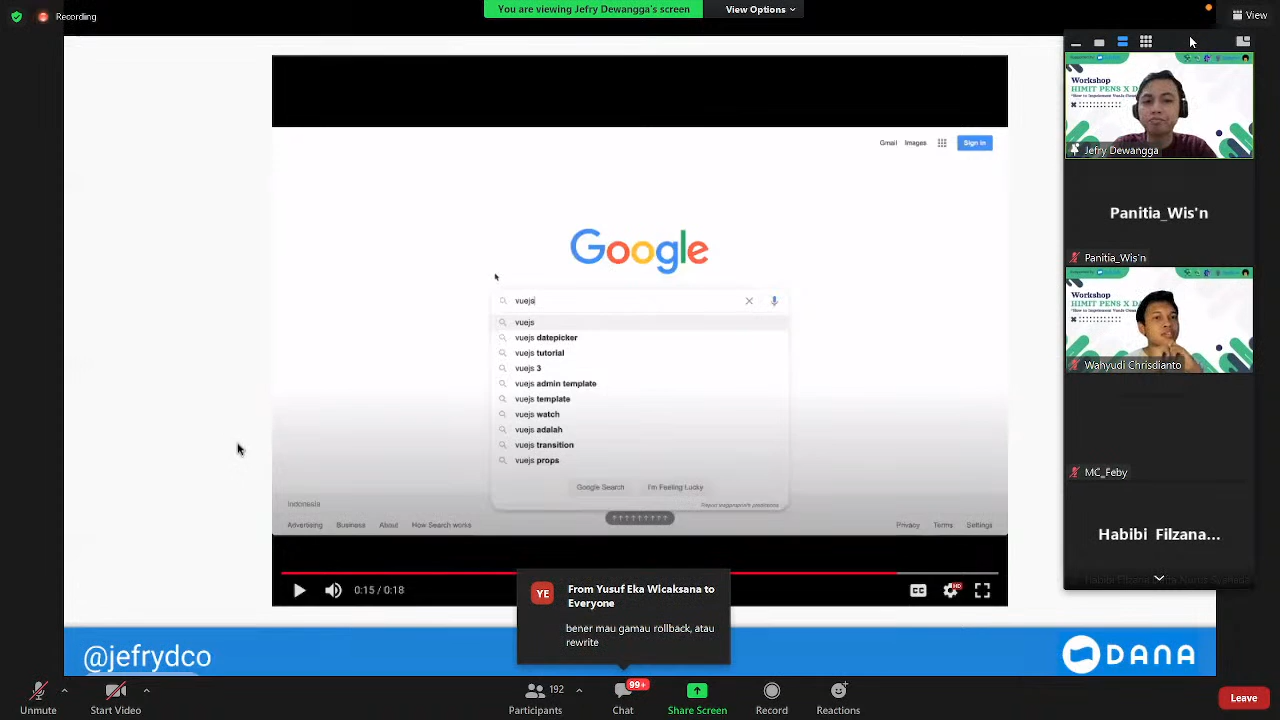 Recording
You are viewing Jefry Dewangga's screen
View Options
View
Gmail
Images
Sign in
Google
vuejs
vuejs
vuejs datepicker
vuejs tutorial
vuejs 3
vuejs admin template
vuejs template
vuejs watch
vuejs adalah
vuejs transition
vuejs props
Google Search
I'm Feeling Lucky
Report inappropriate predictions
Indonesia
Advertising
Business
About
How Search works
Privacy
Terms
Settings
0:15 / 0:18
CC
HD
YE
From Yusuf Eka Wicaksana to
Everyone
bener mau gamau rollback, atau
rewrite
@jefrydco
DANA
Workshop
HIMIT PENS X D
Jefry Dewangga
Panitia_Wis'n
Panitia_Wis'n
Workshop
HIMIT PENS X D
Wahyudi Chrisdianto
MC_Feby
Habibi Filzana...
Unmute
Start Video
192
Participants
99+
Chat
Share Screen
Record
Reactions
Leave